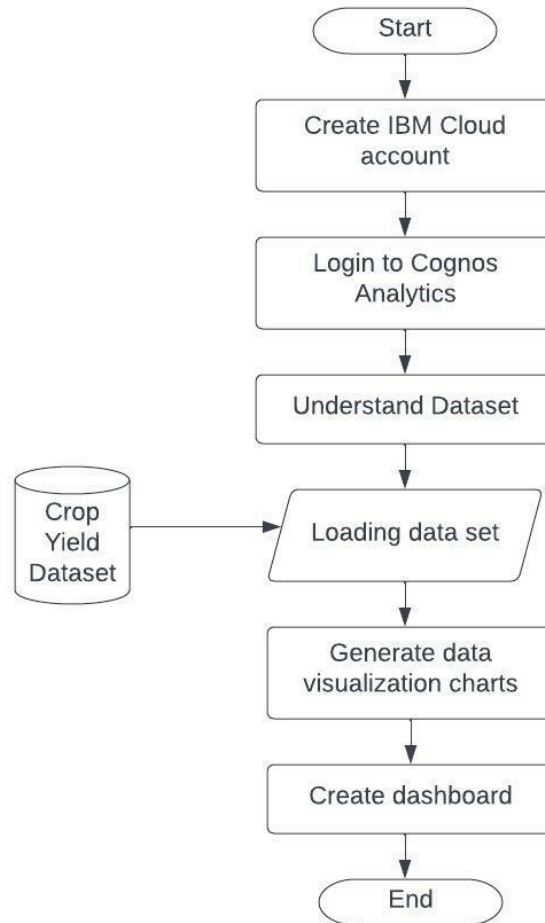 Start
Create IBM Cloud
account
Login to Cognos
Analytics
Understand Dataset
Crop
Yield
Dataset
Loading data set
Generate data
visualization charts
Create dashboard
End